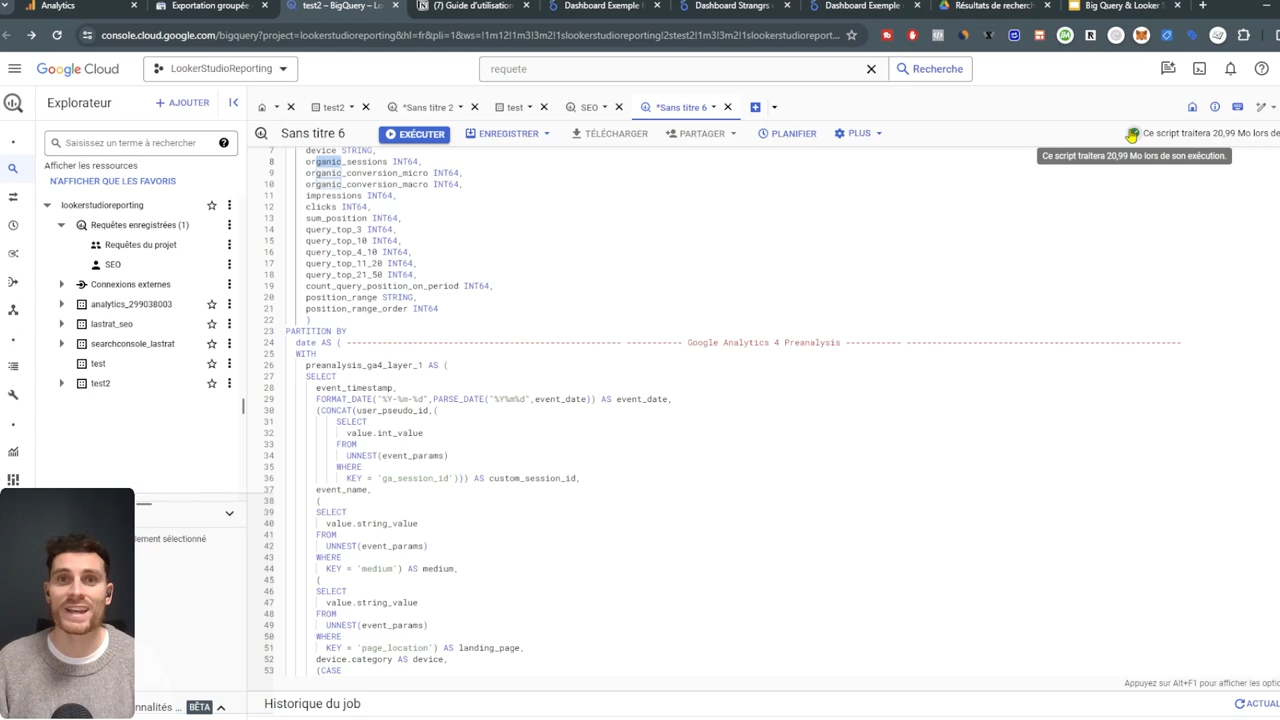 Analytics
Exportation groupée
test2 – BigQuery – Lo
(7) Guide d'utilisation
Dashboard Exemple
Dashboard Strangrs
Dashboard Exemple
Résultats de recherc
Big Query & Looker S
console.cloud.google.com/bigquery?project=lookerstudioreporting&hl=fr&pli=1&ws=!1m12!1m3!3m2!1slookerstudioreporting!2stest2!1m3!3m2!1slookerstudioreporting...
Google Cloud
LookerStudioReporting
requete
Recherche
Explorateur
+ AJOUTER
test2
*Sans titre 2
test
SEO
*Sans titre 6
Sans titre 6
EXÉCUTER
ENREGISTRER
TÉLÉCHARGER
PARTAGER
PLANIFIER
PLUS
Ce script traitera 20,99 Mo lors de
Ce script traitera 20,99 Mo lors de son exécution.
Saisissez un terme à rechercher
Afficher les ressources
N'AFFICHER QUE LES FAVORIS
lookerstudioreporting
Requêtes enregistrées (1)
Requêtes du projet
SEO
Connexions externes
analytics_299038003
lastrat_seo
searchconsole_lastrat
test
test2
7 device STRING,
8 organic_sessions INT64,
9 organic_conversion_micro INT64,
10 organic_conversion_macro INT64,
11 impressions INT64,
12 clicks INT64,
13 sum_position INT64,
14 query_top_3 INT64,
15 query_top_10 INT64,
16 query_top_4_10 INT64,
17 query_top_11_20 INT64,
18 query_top_21_50 INT64,
19 count_query_position_on_period INT64,
20 position_range STRING,
21 position_range_order INT64
22 )
23 PARTITION BY
24 date AS ( -------------------------------------------------- ----------- Google Analytics 4 Preanalysis ----------- --------------------------------------------------
25 WITH
26 preanalysis_ga4_layer_1 AS (
27 SELECT
28 event_timestamp,
29 FORMAT_DATE("%Y-%m-%d",PARSE_DATE("%Y%m%d",event_date)) AS event_date,
30 (CONCAT(user_pseudo_id,(
31 SELECT
32 value.int_value
33 FROM
34 UNNEST(event_params)
35 WHERE
36 KEY = 'ga_session_id'))) AS custom_session_id,
37 event_name,
38 (
39 SELECT
40 value.string_value
41 FROM
42 UNNEST(event_params)
43 WHERE
44 KEY = 'medium') AS medium,
45 (
46 SELECT
47 value.string_value
48 FROM
49 UNNEST(event_params)
50 WHERE
51 KEY = 'page_location') AS landing_page,
52 device.category AS device,
53 (CASE
lement sélectionné
Appuyez sur Alt+F1 pour afficher les optio
nnalités ...
BÊTA
Historique du job
ACTUAL